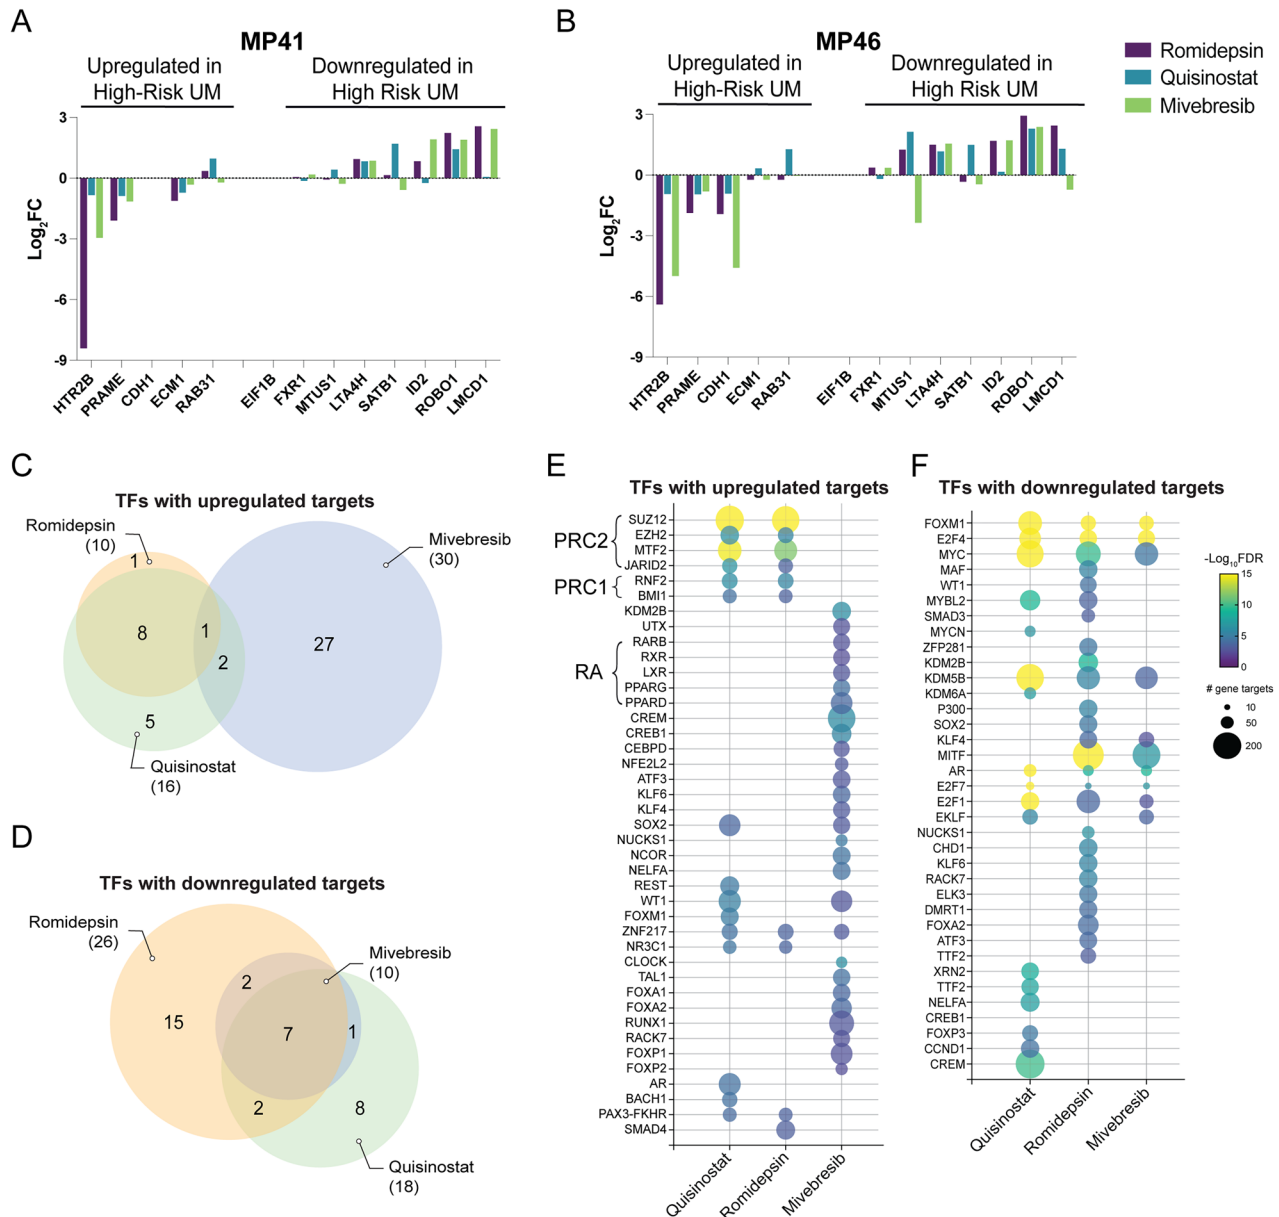 A
MP41
Upregulated in
High-Risk UM
Downregulated in
High Risk UM
Log2FC
3
0
-3
-6
-9
HTR2B
PRAME
CDH1
ECM1
RAB31
EIF1B
FXR1
MTUS1
LTA4H
SATB1
ID2
ROBO1
LMCD1
B
MP46
Upregulated in
High-Risk UM
Downregulated in
High Risk UM
Log2FC
3
0
-3
-6
-9
HTR2B
PRAME
CDH1
ECM1
RAB31
EIF1B
FXR1
MTUS1
LTA4H
SATB1
ID2
ROBO1
LMCD1
Romidepsin
Quisinostat
Mivebresib
C
TFs with upregulated targets
Romidepsin
(10)
1
Mivebresib
(30)
8
1
2
27
5
Quisinostat
(16)
D
TFs with downregulated targets
Romidepsin
(26)
Mivebresib
(10)
2
15
7
1
2
8
Quisinostat
(18)
E
TFs with upregulated targets
PRC2
PRC1
RA
SUZ12
EZH2
MTF2
JARID2
RNF2
BMI1
KDM2B
UTX
RARB
RXR
LXR
PPARG
PPARD
CREM
CREB1
CEBPD
NFE2L2
ATF3
KLF6
KLF4
SOX2
NUCKS1
NCOR
NELFA
REST
WT1
FOXM1
ZNF217
NR3C1
CLOCK
TAL1
FOXA1
FOXA2
RUNX1
RACK7
FOXP1
FOXP2
AR
BACH1
PAX3-FKHR
SMAD4
Quisinostat
Romidepsin
Mivebresib
F
TFs with downregulated targets
FOXM1
E2F4
MYC
MAF
WT1
MYBL2
SMAD3
MYCN
ZFP281
KDM2B
KDM5B
KDM6A
P300
SOX2
KLF4
MITF
AR
E2F7
E2F1
EKLF
NUCKS1
CHD1
KLF6
RACK7
ELK3
DMRT1
FOXA2
ATF3
TTF2
XRN2
TTF2
NELFA
CREB1
FOXP3
CCND1
CREM
Quisinostat
Romidepsin
Mivebresib
-Log10FDR
15
10
5
0
# gene targets
10
50
200